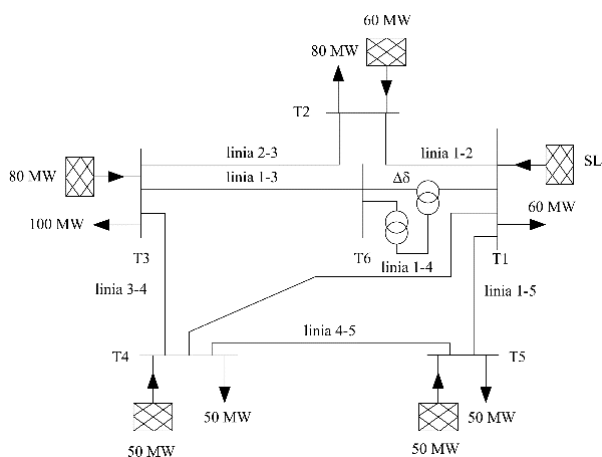 60 MW
80 MW
T2
linia 2-3
linia 1-2
SL
80 MW
linia 1-3
Δδ
100 MW
60 MW
T3
T6
T1
linia 1-4
linia 3-4
linia 1-5
linia 4-5
T4
T5
50 MW
50 MW
50 MW
50 MW